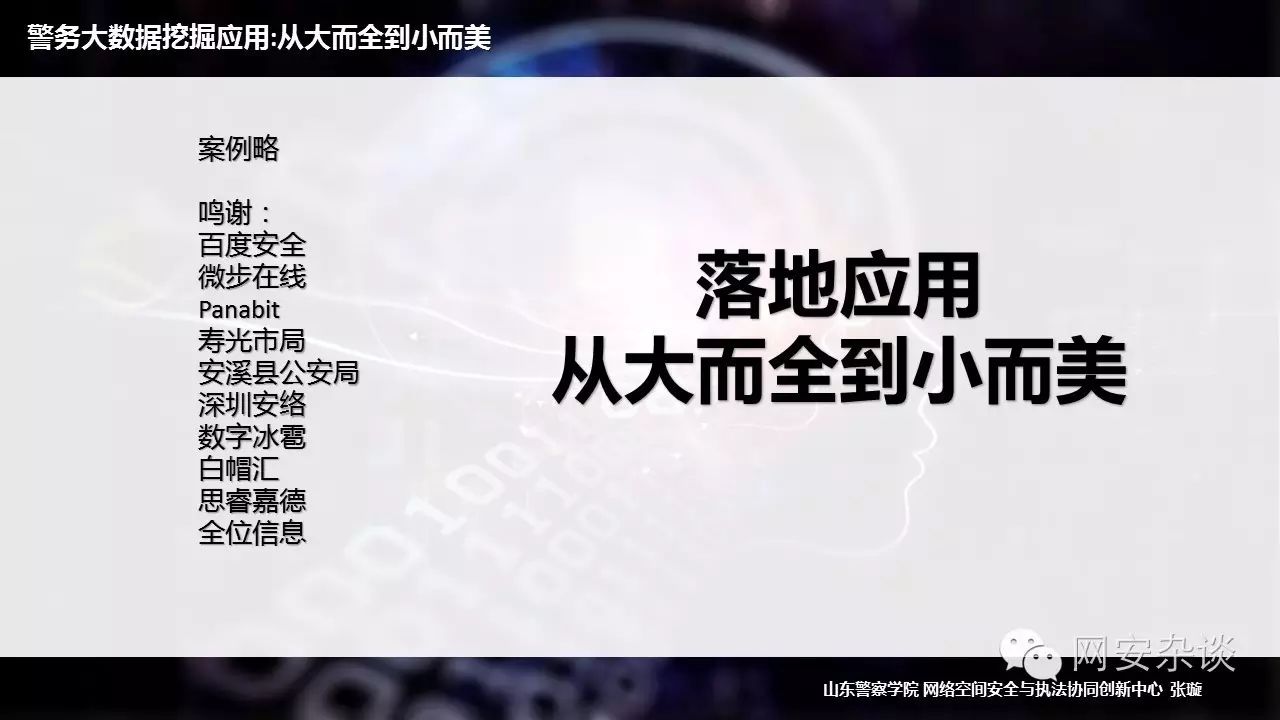 警务大数据挖掘应用:从大而全到小而美
案例略
鸣谢：
百度安全
微步在线
Panabit
寿光市局
安溪县公安局
深圳安络
数字冰雹
白帽汇
思睿嘉德
全位信息
落地应用
从大而全到小而美
网安杂谈
山东警察学院 网络空间安全与执法协同创新中心 张璇